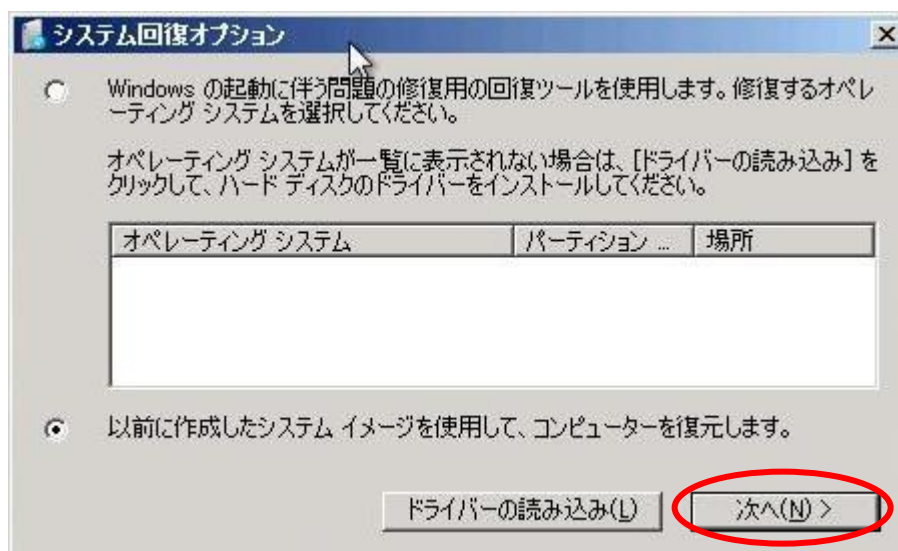 システム回復オプション
Windows の起動に伴う問題の修復用の回復ツールを使用します。修復するオペレ
ーティング システムを選択してください。
オペレーティング システムが一覧に表示されない場合は、[ドライバーの読み込み] を
クリックして、ハード ディスクのドライバーをインストールしてください。
オペレーティング システム パーティション ... 場所
以前に作成したシステム イメージを使用して、コンピューターを復元します。
ドライバーの読み込み(L) 次へ(N) >